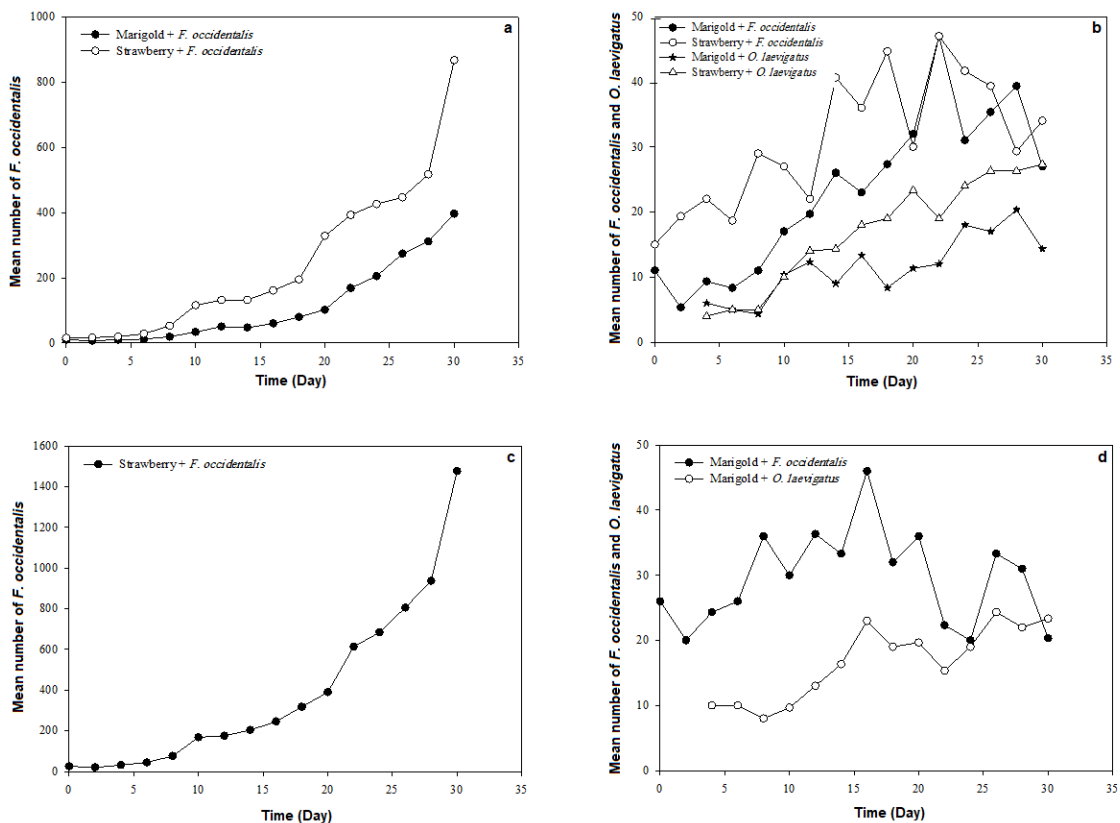 a
Marigold + F. occidentalis
Strawberry + F. occidentalis
Mean number of F. occidentalis
1000
800
600
400
200
0
0 5 10 15 20 25 30 35
Time (Day)
b
Marigold + F. occidentalis
Strawberry + F. occidentalis
Marigold + O. laevigatus
Strawberry + O. laevigatus
Mean number of F. occidentalis and O. laevigatus
50
40
30
20
10
0
0 5 10 15 20 25 30 35
Time (Day)
c
Strawberry + F. occidentalis
Mean number of F. occidentalis
1600
1400
1200
1000
800
600
400
200
0
0 5 10 15 20 25 30 35
Time (Day)
d
Marigold + F. occidentalis
Marigold + O. laevigatus
Mean number of F. occidentalis and O. laevigatus
50
40
30
20
10
0
0 5 10 15 20 25 30 35
Time (Day)